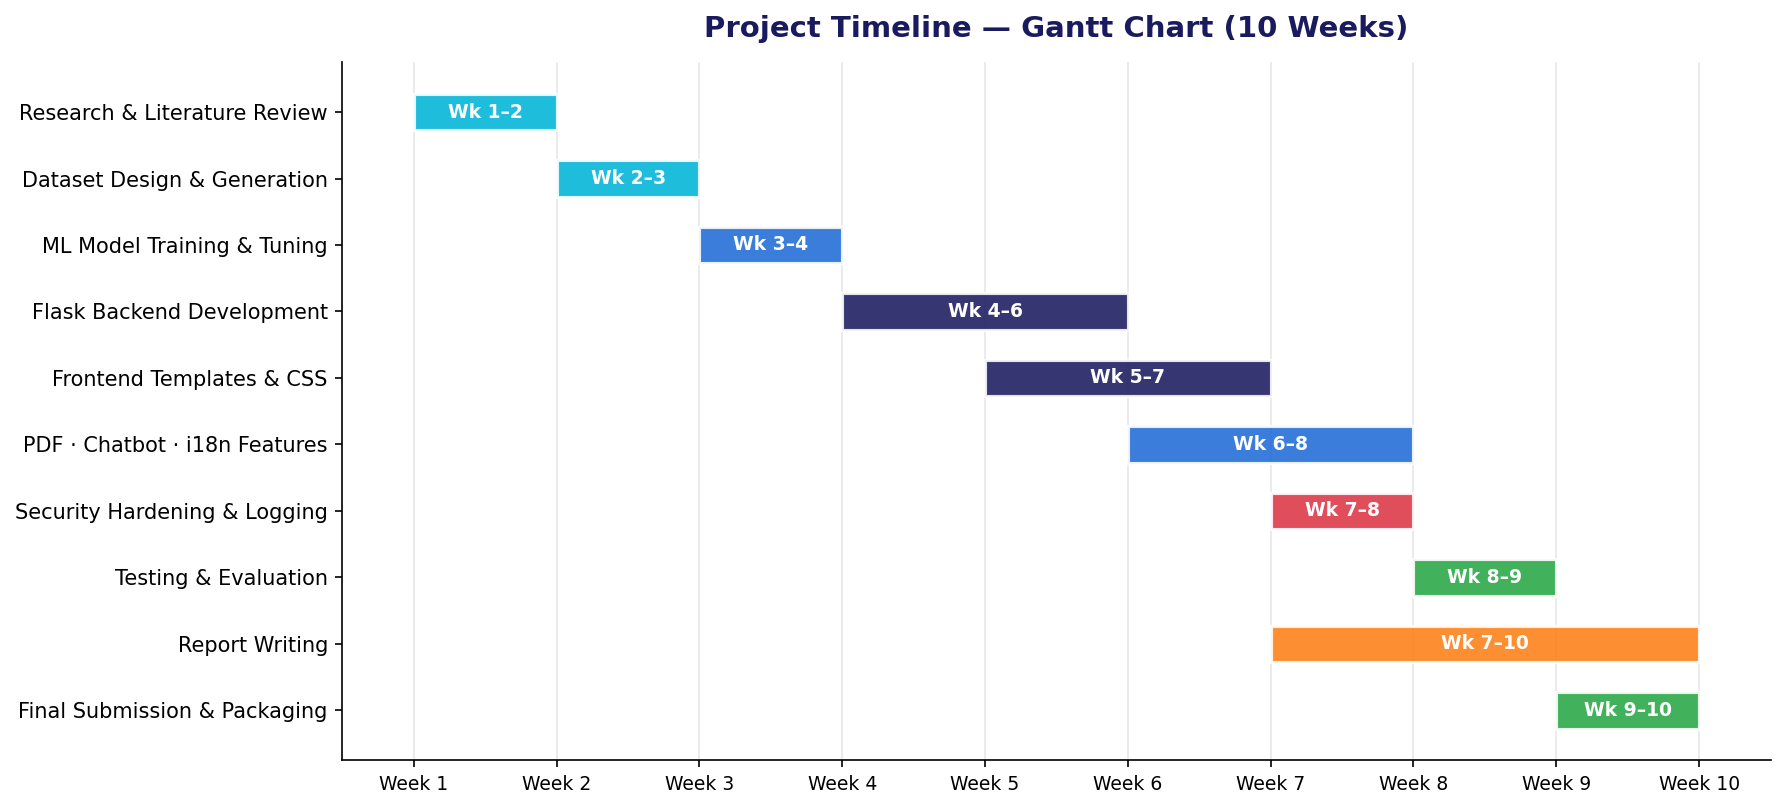 Project Timeline — Gantt Chart (10 Weeks)
Research & Literature Review
Wk 1–2
Dataset Design & Generation
Wk 2–3
ML Model Training & Tuning
Wk 3–4
Flask Backend Development
Wk 4–6
Frontend Templates & CSS
Wk 5–7
PDF · Chatbot · i18n Features
Wk 6–8
Security Hardening & Logging
Wk 7–8
Testing & Evaluation
Wk 8–9
Report Writing
Wk 7–10
Final Submission & Packaging
Wk 9–10
Week 1 Week 2 Week 3 Week 4 Week 5 Week 6 Week 7 Week 8 Week 9 Week 10